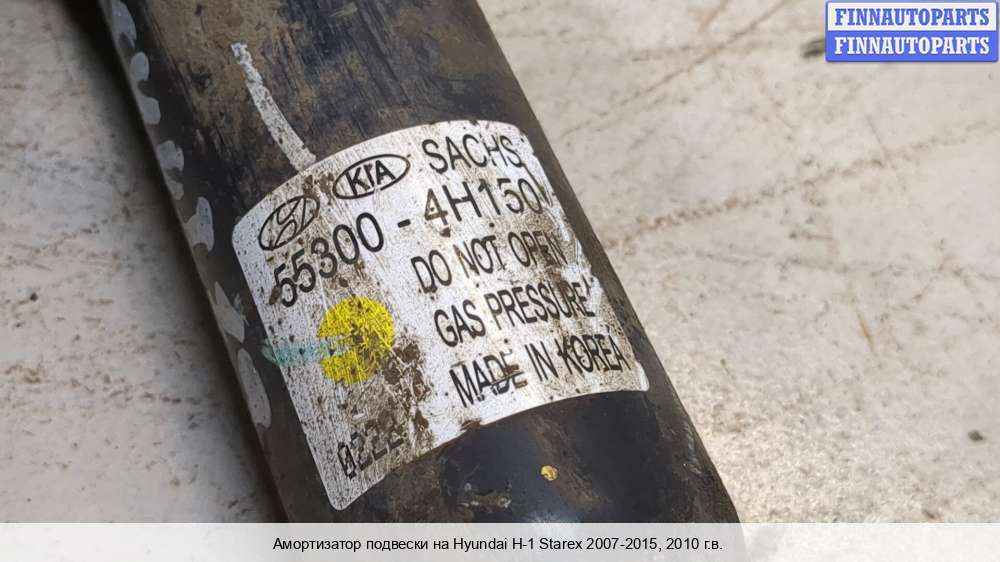 FINNAUTOPARTS
FINNAUTOPARTS
KIA SACHS
55300-4H150
DO NOT OPEN
GAS PRESSURE
MADE IN KOREA
Амортизатор подвески на Hyundai H-1 Starex 2007-2015, 2010 г.в.